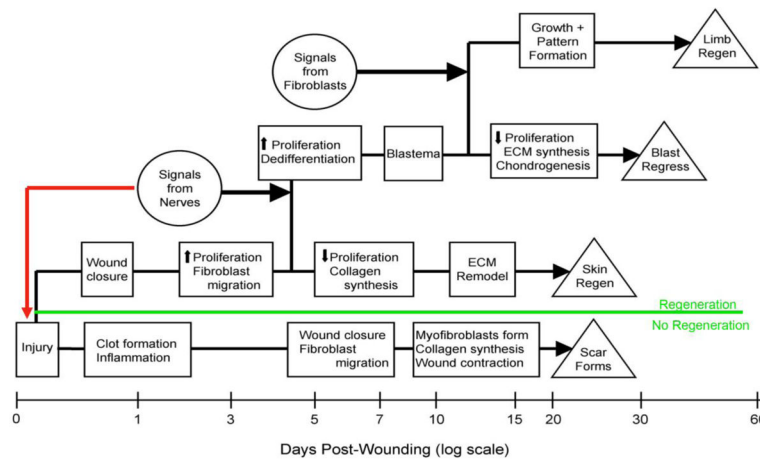 Signals
from
Fibroblasts
Growth +
Pattern
Formation
Limb
Regen
Signals
from
Nerves
⬆ Proliferation
Dedifferentiation
Blastema
⬇ Proliferation
ECM synthesis
Chondrogenesis
Blast
Regress
Wound
closure
⬆ Proliferation
Fibroblast
migration
⬇ Proliferation
Collagen
synthesis
ECM
Remodel
Skin
Regen
Regeneration
No Regeneration
Injury
Clot formation
Inflammation
Wound closure
Fibroblast
migration
Myofibroblasts form
Collagen synthesis
Wound contraction
Scar
Forms
0 1 3 5 7 10 15 20 30 60
Days Post-Wounding (log scale)